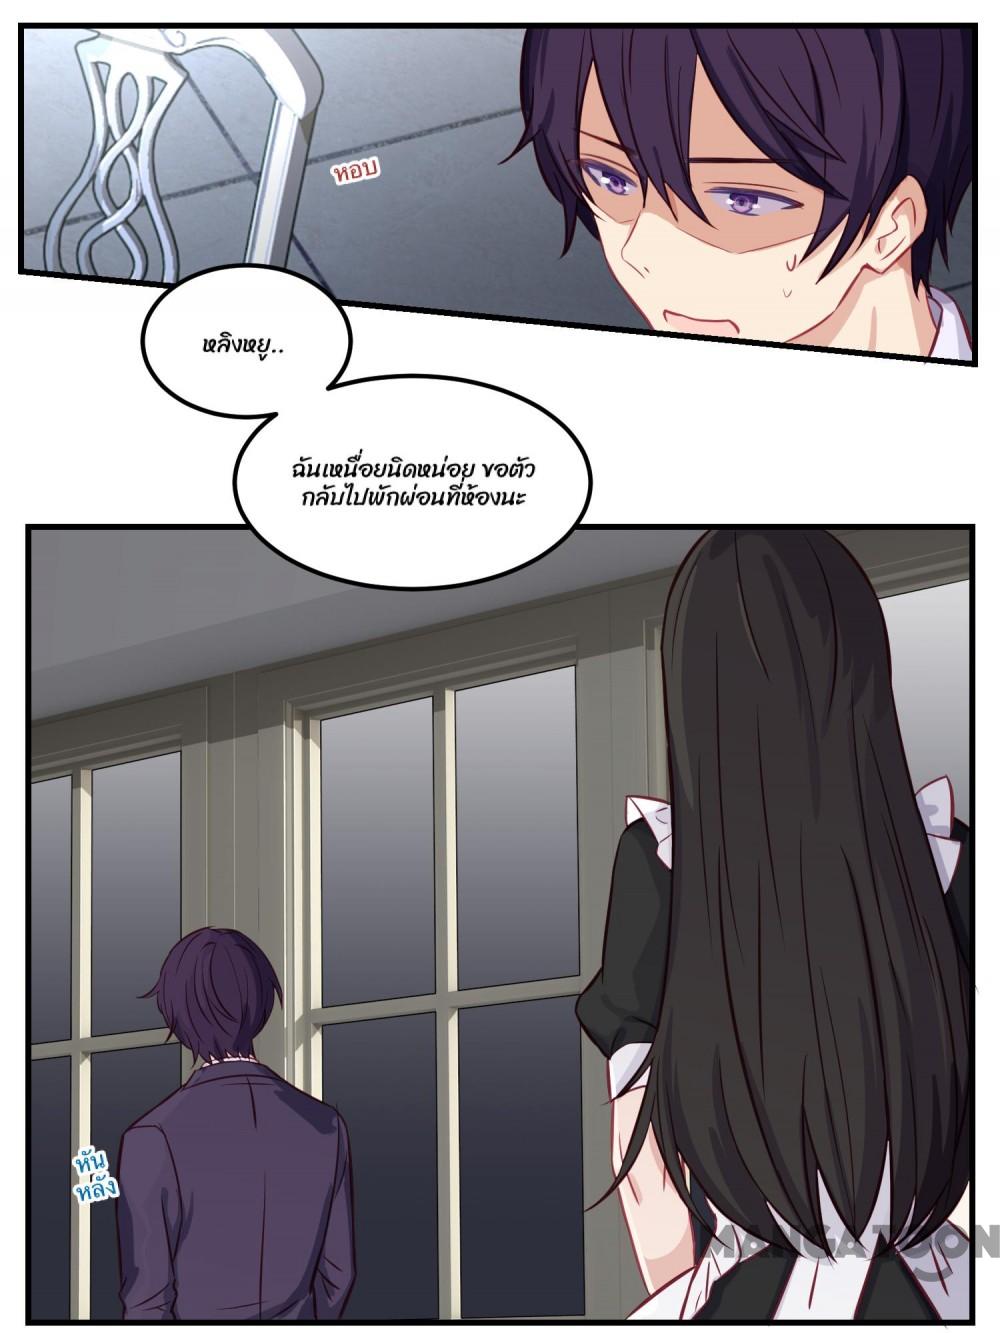 หอบ
หลิงหยู..
ฉันเหนื่อยนิดหน่อย ขอตัว
กลับไปพักผ่อนที่ห้องนะ
หัน
หลัง
MANGATOON